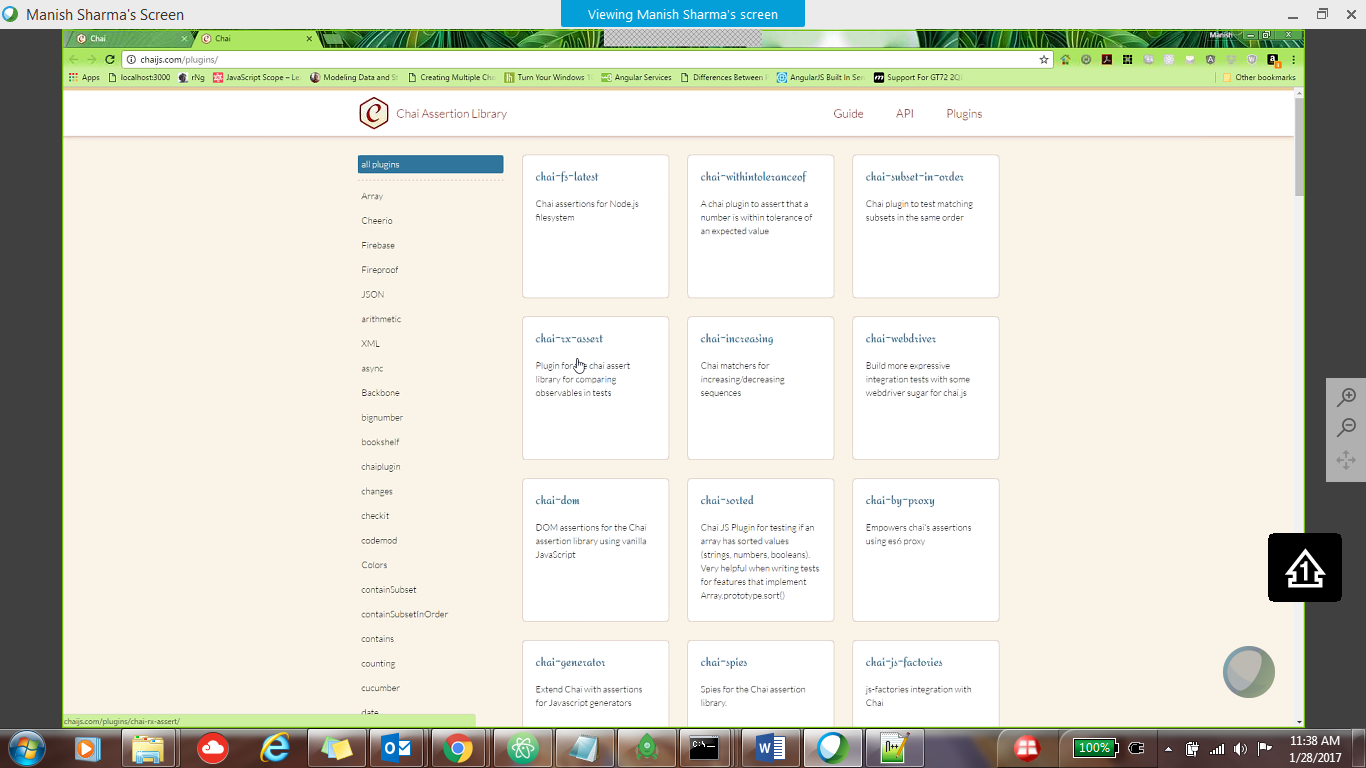 Manish Sharma's Screen
Viewing Manish Sharma's screen
Chai
Chai
Manish
chaijs.com/plugins/
Apps
localhost:3000
rNg
JavaScript Scope – Le
Modeling Data and S
Creating Multiple Ch
Turn Your Windows 1
Angular Services
Differences Between
AngularJS Built In Ser
Support For GT72 2Q
Other bookmarks
Chai Assertion Library
Guide
API
Plugins
all plugins
Array
Cheerio
Firebase
Fireproof
JSON
arithmetic
XML
async
Backbone
bignumber
bookshelf
chaiplugin
changes
checkit
codemod
Colors
containSubset
containSubsetInOrder
contains
counting
cucumber
date
chai-fs-latest
Chai assertions for Node.js
filesystem
chai-withintoleranceof
A chai plugin to assert that a
number is within tolerance of
an expected value
chai-subset-in-order
Chai plugin to test matching
subsets in the same order
chai-rx-assert
Plugin for the chai assert
library for comparing
observables in tests
chai-increasing
Chai matchers for
increasing/decreasing
sequences
chai-webdriver
Build more expressive
integration tests with some
webdriver sugar for chai.js
chai-dom
DOM assertions for the Chai
assertion library using vanilla
JavaScript
chai-sorted
Chai JS Plugin for testing if an
array has sorted values
(strings, numbers, booleans).
Very helpful when writing tests
for features that implement
Array.prototype.sort()
chai-by-proxy
Empowers chai's assertions
using es6 proxy
chai-generator
Extend Chai with assertions
for Javascript generators
chai-spies
Spies for the Chai assertion
library.
chai-js-factories
js-factories integration with
Chai
chaijs.com/plugins/chai-rx-assert/
1
100%
11:38 AM
1/28/2017